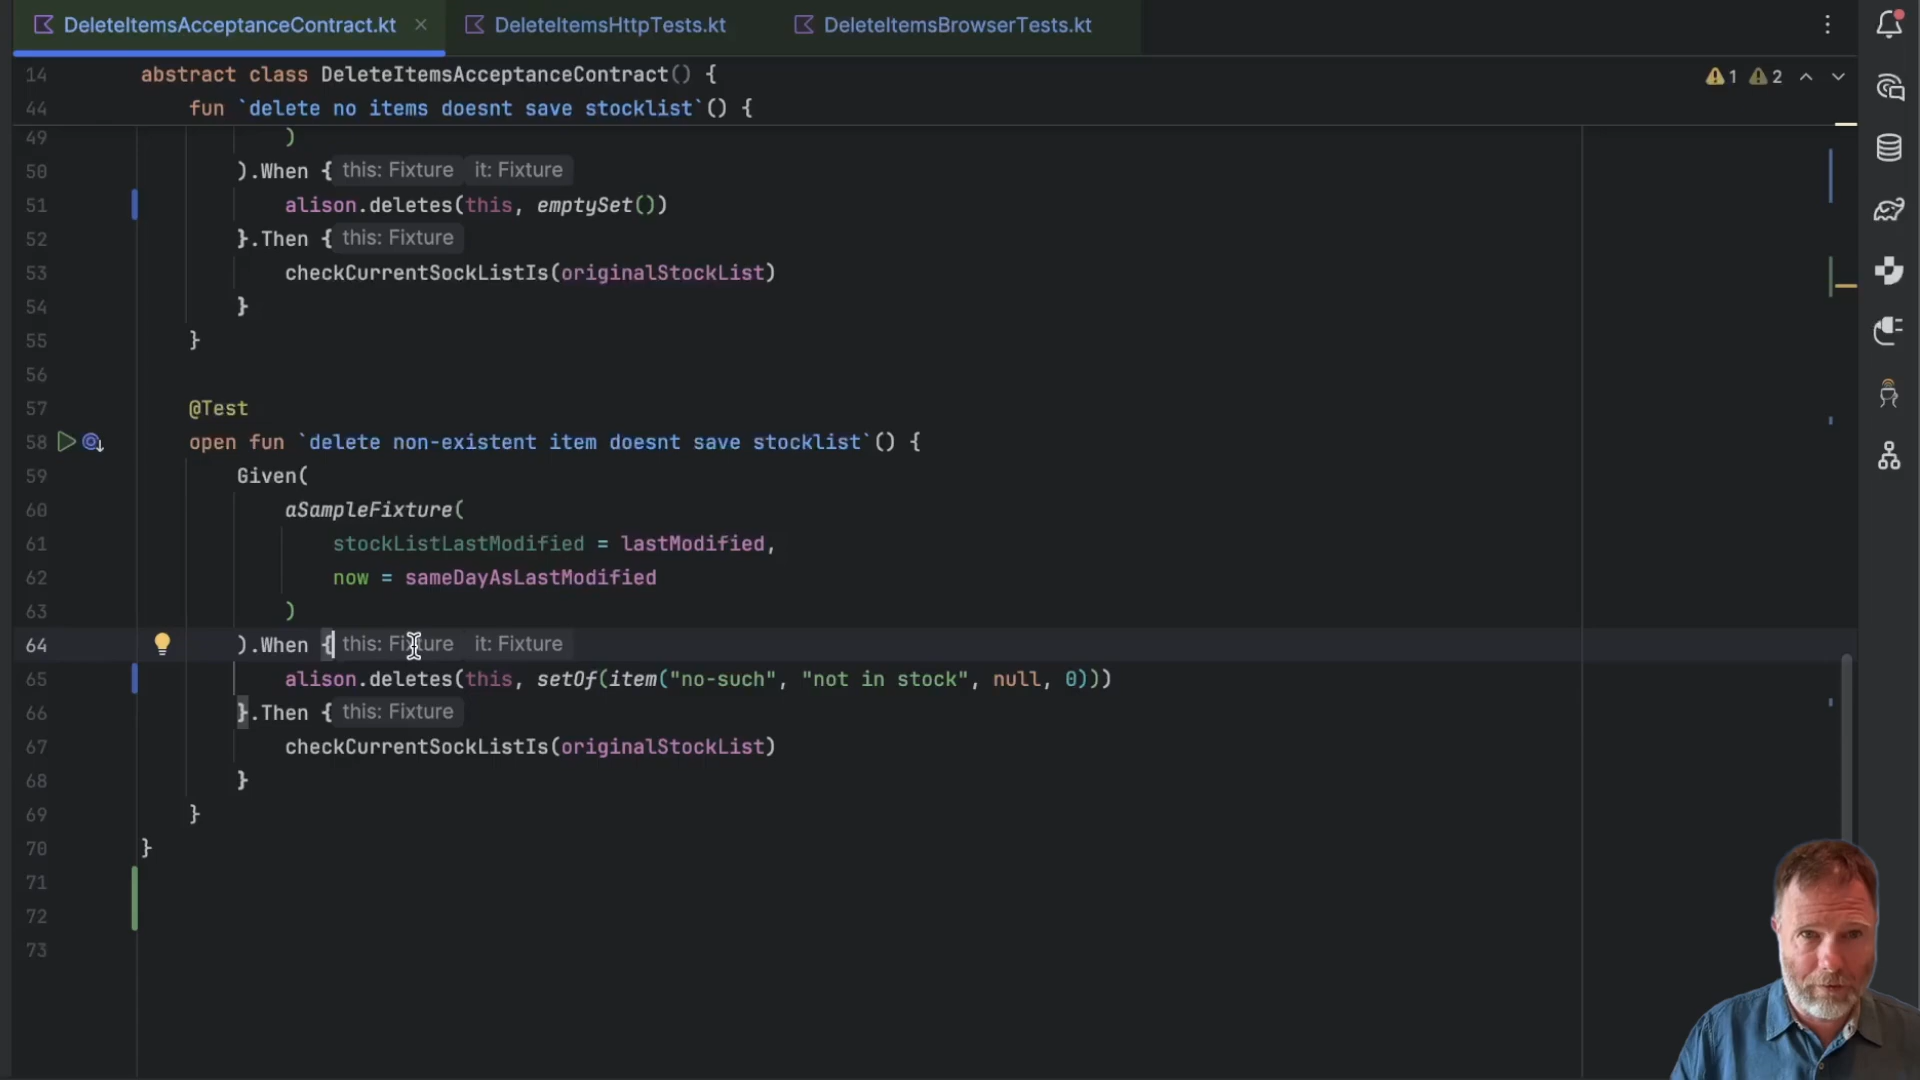 DeleteItemsAcceptanceContract.kt
DeleteItemsHttpTests.kt
DeleteItemsBrowserTests.kt
14 abstract class DeleteItemsAcceptanceContract() {
1 2
44 fun `delete no items doesnt save stocklist`() {
49 )
50 ).When { this: Fixture it: Fixture
51 alison.deletes(this, emptySet())
52 }.Then { this: Fixture
53 checkCurrentSockListIs(originalStockList)
54 }
55 }
56
57 @Test
58 open fun `delete non-existent item doesnt save stocklist`() {
59 Given(
60 aSampleFixture(
61 stockListLastModified = lastModified,
62 now = sameDayAsLastModified
63 )
64 ).When { this: Fixture it: Fixture
65 alison.deletes(this, setOf(item("no-such", "not in stock", null, 0)))
66 }.Then { this: Fixture
67 checkCurrentSockListIs(originalStockList)
68 }
69 }
70 }
71
72
73